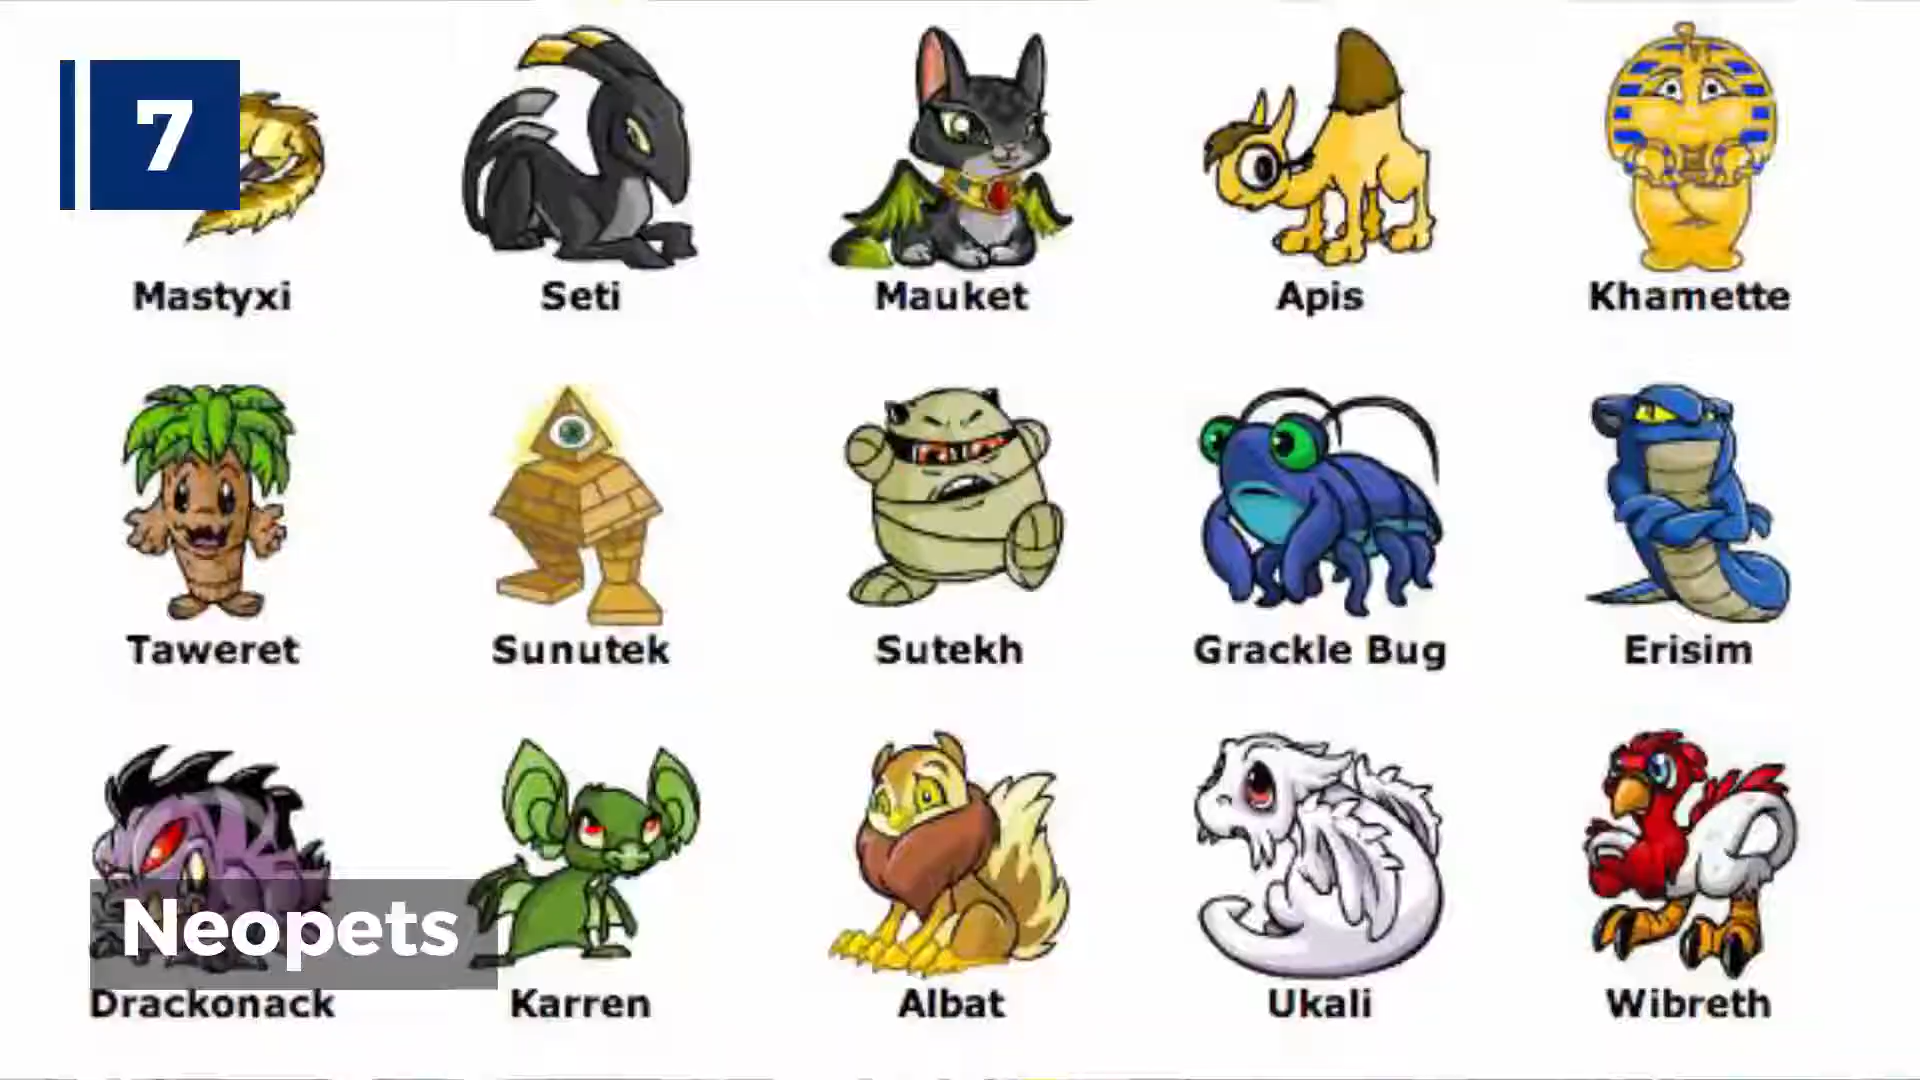 7
Mastyxi
Seti
Mauket
Apis
Khamette
Taweret
Sunutek
Sutekh
Grackle Bug
Erisim
Neopets
Drackonack
Karren
Albat
Ukali
Wibreth